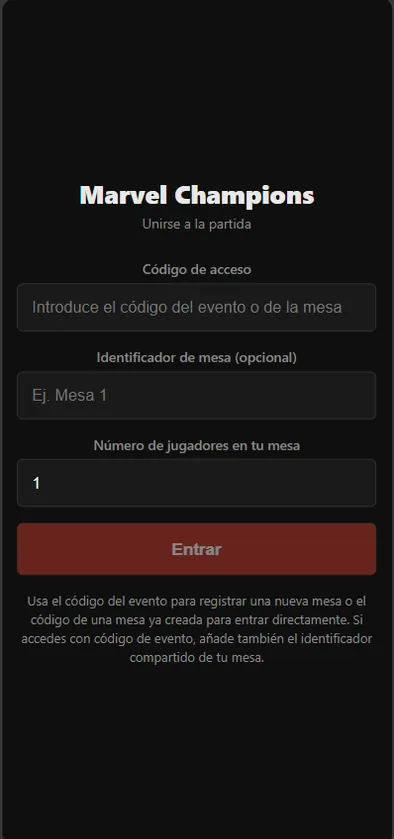 Marvel Champions
Unirse a la partida
Código de acceso
Introduce el código del evento o de la mesa
Identificador de mesa (opcional)
Ej. Mesa 1
Número de jugadores en tu mesa
1
Entrar
Usa el código del evento para registrar una nueva mesa o el
código de una mesa ya creada para entrar directamente. Si
accedes con código de evento, añade también el identificador
compartido de tu mesa.